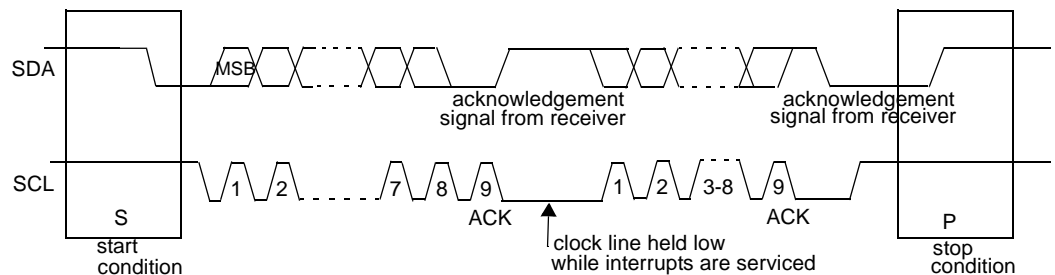 SDA
MSB
acknowledgement
signal from receiver
acknowledgement
signal from receiver
SCL
1
2
7
8
9
1
2
3-8
9
ACK
ACK
S
P
start
condition
clock line held low
while interrupts are serviced
stop
condition